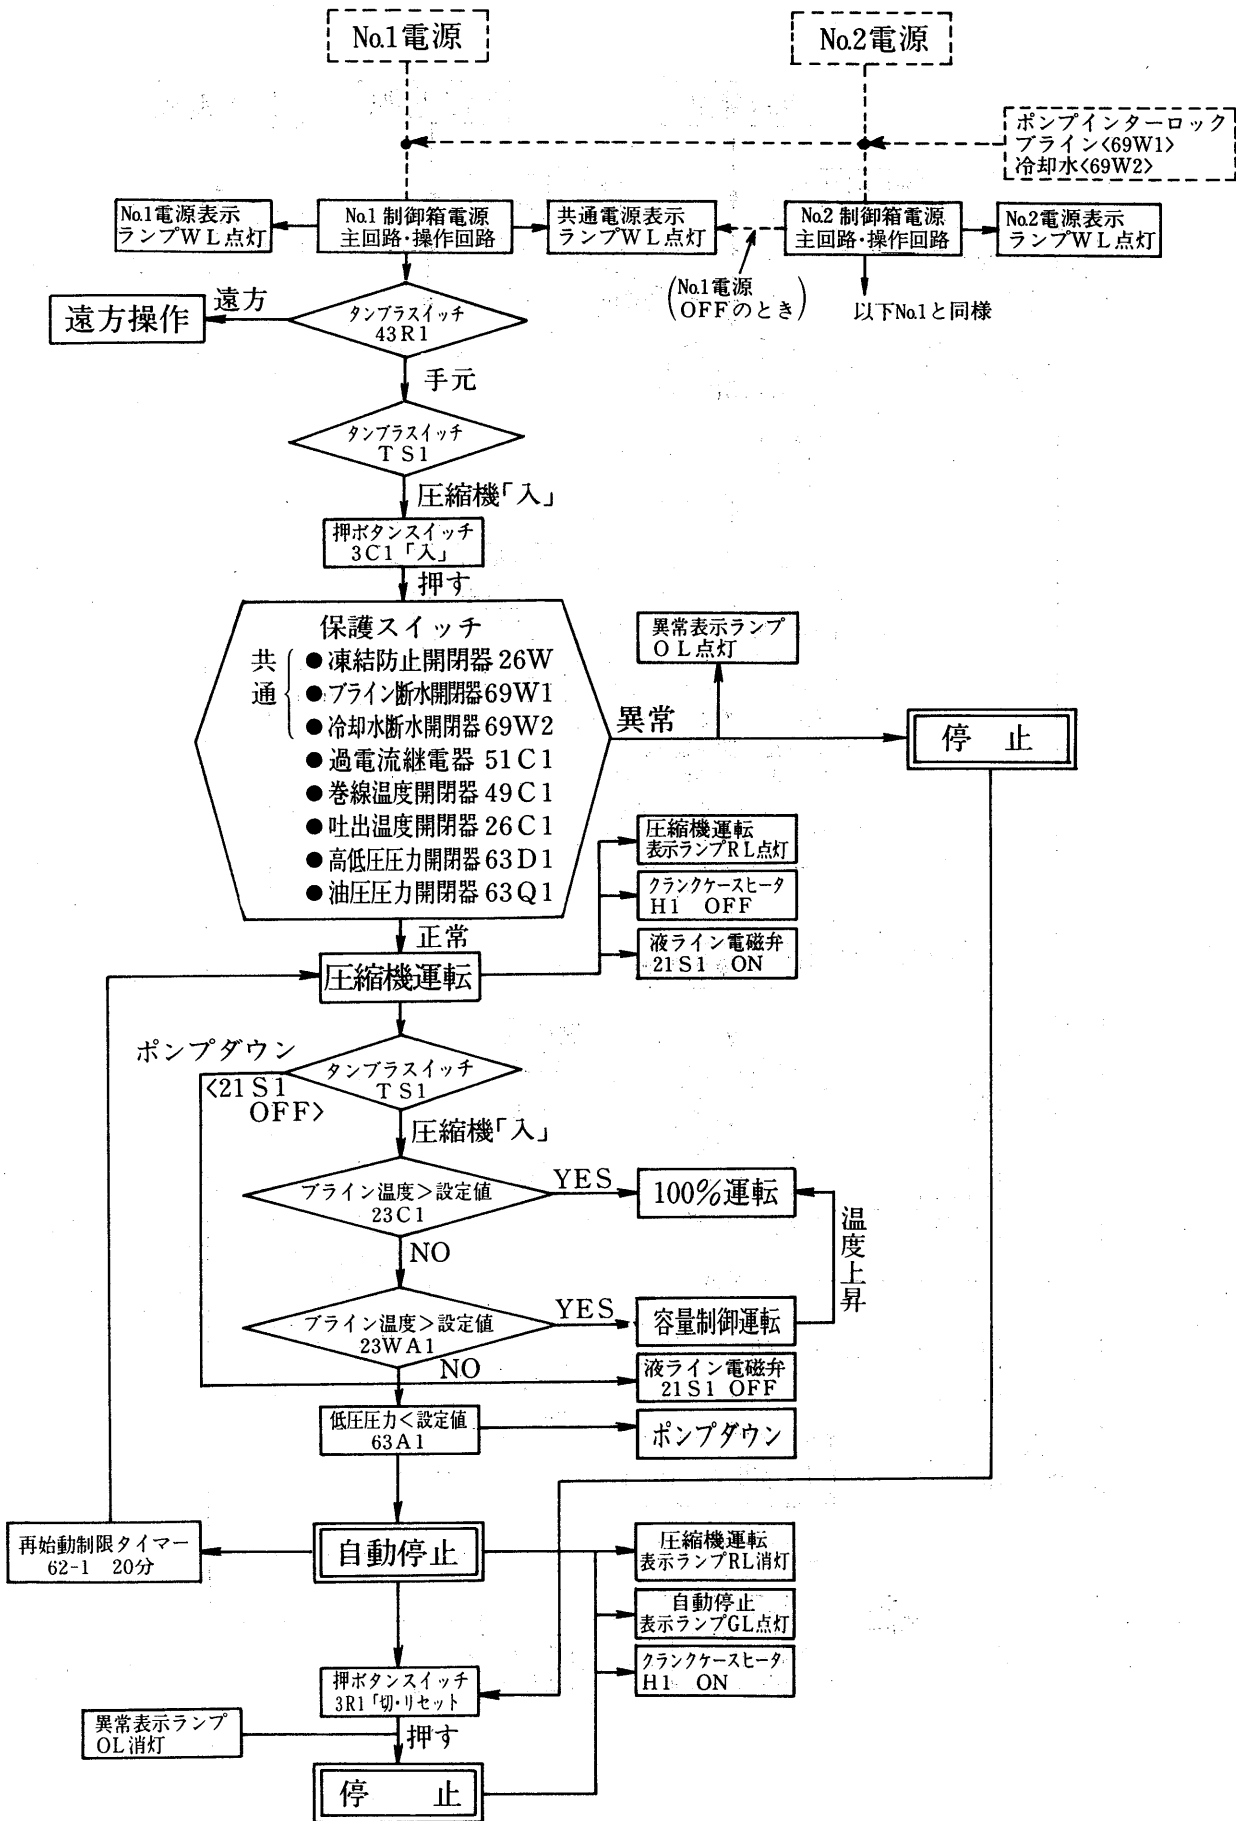 No.1電源
No.2電源
ポンプインターロック
ブライン<69W1>
冷却水<69W2>
No.1電源表示
ランプWL点灯
No.1 制御箱電源
主回路・操作回路
共通電源表示
ランプWL点灯
No.2 制御箱電源
主回路・操作回路
No.2電源表示
ランプWL点灯
(No.1電源
OFFのとき)
以下No.1と同様
遠方操作
遠方
タンブラスイッチ
43R1
手元
タンブラスイッチ
TS1
圧縮機「入」
押ボタンスイッチ
3C1「入」
押す
保護スイッチ
共通
●凍結防止開閉器 26W
●ブライン断水開閉器69W1
●冷却水断水開閉器69W2
●過電流継電器 51C1
●巻線温度開閉器 49C1
●吐出温度開閉器 26C1
●高低圧圧力開閉器 63D1
●油圧圧力開閉器 63Q1
異常表示ランプ
OL点灯
異常
停 止
正常
圧縮機運転
圧縮機運転
表示ランプRL点灯
クランクケースヒータ
H1 OFF
液ライン電磁弁
21S1 ON
ポンプダウン
<21S1
OFF>
タンブラスイッチ
TS1
圧縮機「入」
ブライン温度>設定値
23C1
YES
100%運転
NO
温度上昇
ブライン温度>設定値
23WA1
YES
容量制御運転
NO
液ライン電磁弁
21S1 OFF
低圧圧力<設定値
63A1
ポンプダウン
再始動制限タイマー
62-1 20分
自動停止
圧縮機運転
表示ランプRL消灯
自動停止
表示ランプGL点灯
クランクケースヒータ
H1 ON
押ボタンスイッチ
3R1「切・リセット
異常表示ランプ
OL消灯
押す
停 止